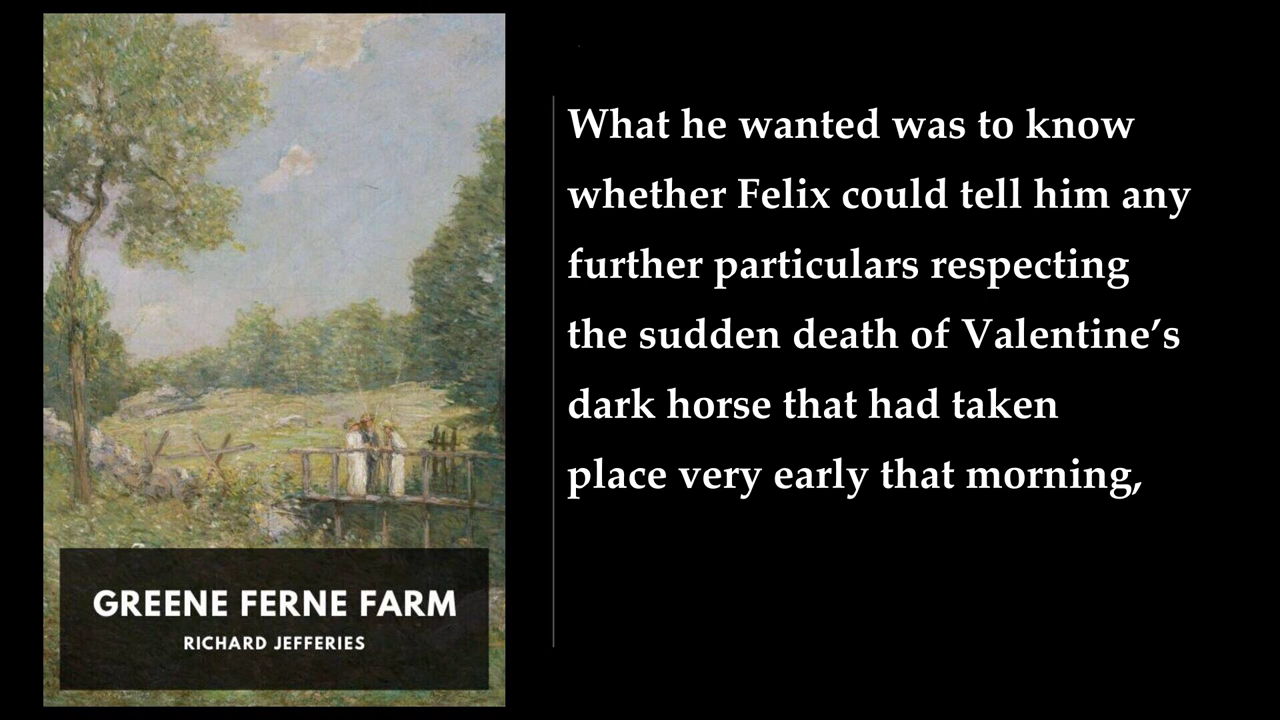 What he wanted was to know
whether Felix could tell him any
further particulars respecting
the sudden death of Valentine’s
dark horse that had taken
place very early that morning,
GREENE FERNE FARM
RICHARD JEFFERIES